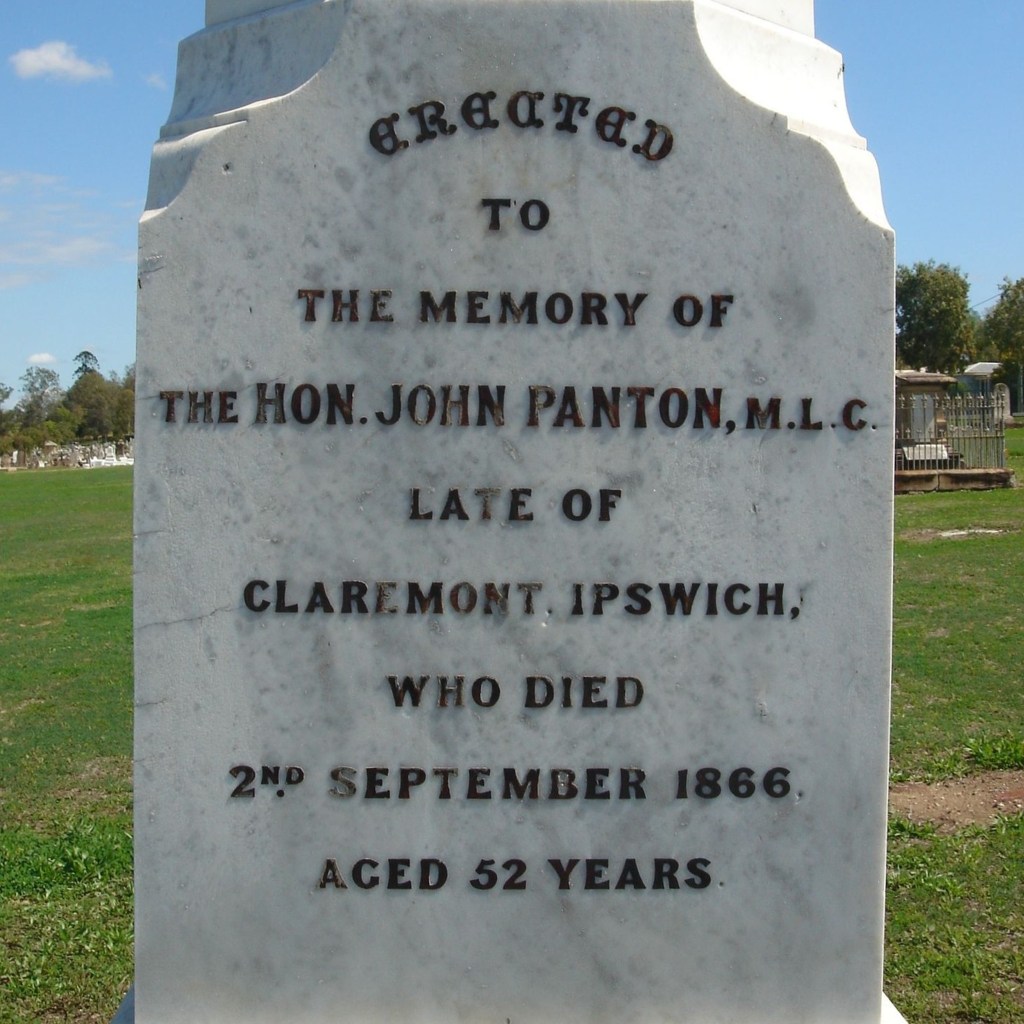 ERECTED
TO
THE MEMORY OF
THE HON. JOHN PANTON, M.L.C.
LATE OF
CLAREMONT, IPSWICH,
WHO DIED
2ND SEPTEMBER 1866.
AGED 52 YEARS.